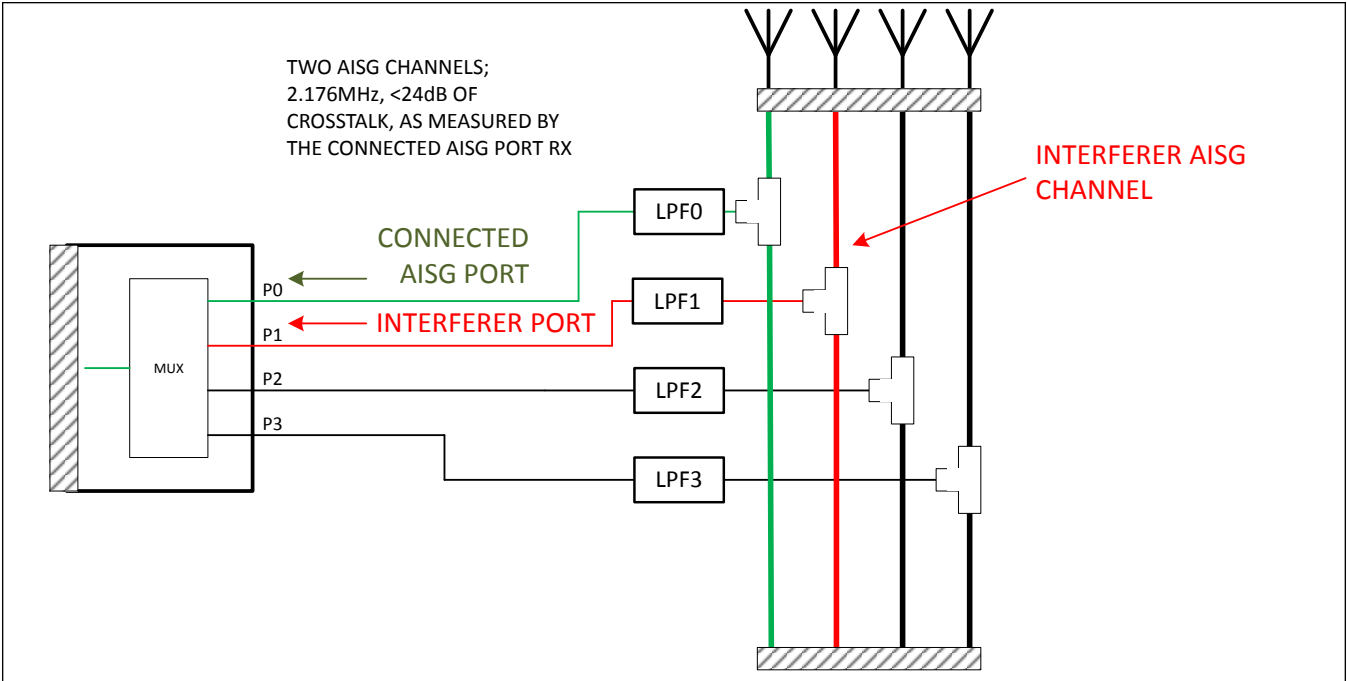 TWO AISG CHANNELS;
2.176MHz, <24dB OF
CROSSTALK, AS MEASURED BY
THE CONNECTED AISG PORT RX
INTERFERER AISG
CHANNEL
LPF0
CONNECTED
AISG PORT
P0
LPF1
INTERFERER PORT
P1
MUX
P2
LPF2
P3
LPF3